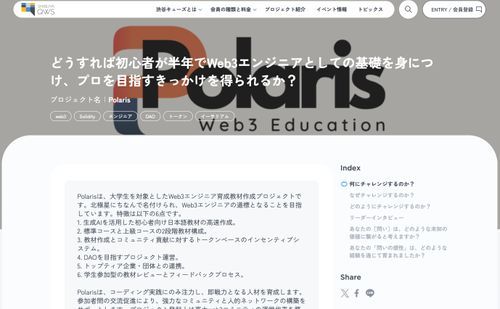 SHIBUYA
QWS
渋谷キューズとは
会員の種類と料金
プロジェクト紹介
イベント情報
トピックス
ENTRY / 会員登録
どうすれば初心者が半年でWeb3エンジニアとしての基礎を身につ
け、プロを目指すきっかけを得られるか？
プロジェクト名｜Polaris
web3
Solidity
エンジニア
DAO
トークン
イーサリアム
Polaris
Web3 Education
Polarisは、大学生を対象としたWeb3エンジニア育成教材作成プロジェクトで
す。北極星にちなんで名付けられ、Web3エンジニアの道標となることを目指
しています。特徴は以下の6点です。
1. 生成AIを活用した初心者向け日本語教材の高速作成。
2. 標準コースと上級コースの2段階教材構成。
3. 教材作成とコミュニティ貢献に対するトークンベースのインセンティブシ
ステム。
4. DAOを目指すプロジェクト運営。
5. トップティア企業・団体との連携。
6. 学生参加型の教材レビューとフィードバックプロセス。
Polarisは、コーディング実践にのみ注力し、即戦力となる人材を育成します。
参加者間の交流促進により、強力なコミュニティと人的ネットワークの構築を
Index
何にチャレンジするのか？
なぜチャレンジするのか？
どのようにチャレンジするのか？
リーダーインタビュー
あなたの「問い」は、どのような未知の
価値に繋がると考えますか？
あなたの「問いの感性」は、どのような
経験を通じて育まれましたか？
Share